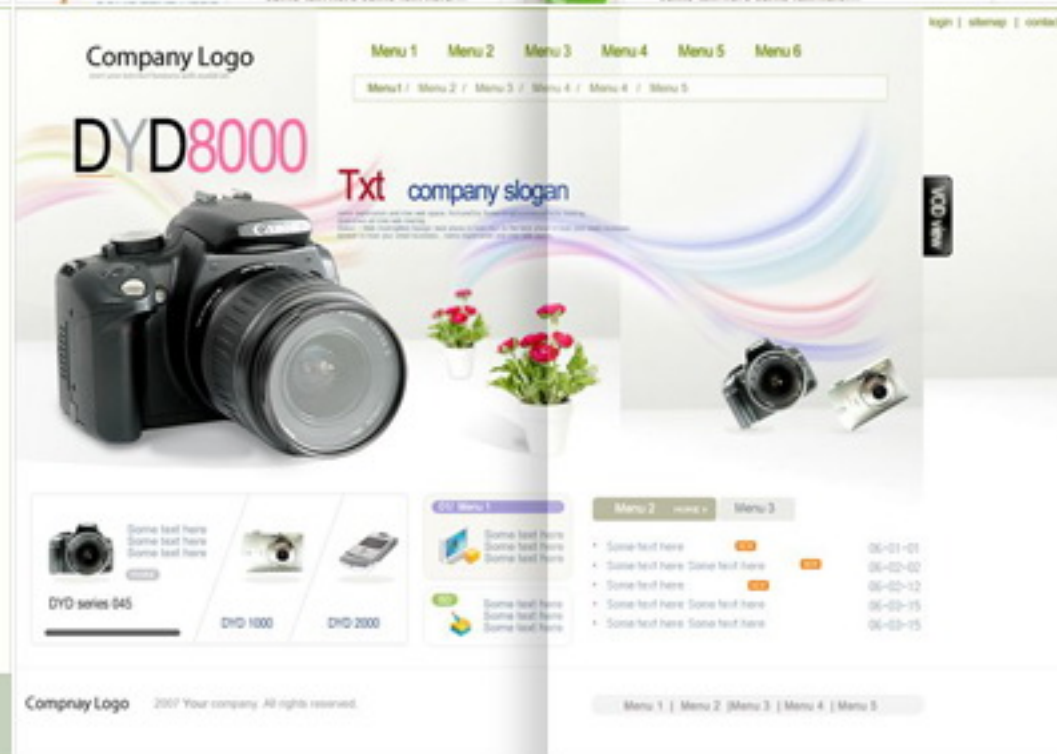 login | sitemap | contac
Company Logo
Menu 1 Menu 2 Menu 3 Menu 4 Menu 5 Menu 6
Menu1 / Menu 2 / Menu 3 / Menu 4 / Menu 4 / Menu 5
DYD8000
Txt company slogan
Canon
VOD view
01/ Menu 1
Menu 2 MORE Menu 3
Some text here
Some text here
Some text here
Some text here
Some text here
Some text here
Some text here 06-01-01
Some text here Some text here 06-02-02
Some text here 06-02-12
Some text here Some text here 06-03-15
Some text here Some text here 06-03-15
DYD series 045
DYD 1000
DYD 2000
Some text here
Some text here
Some text here
Compnay Logo 2007 Your company. All rights reserved.
Menu 1 | Menu 2 |Menu 3 | Menu 4 | Menu 5